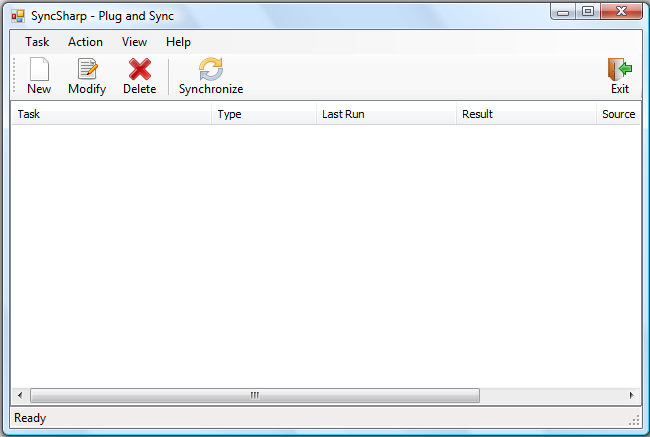 SyncSharp - Plug and Sync
Task Action View Help
New Modify Delete Synchronize Exit
Task Type Last Run Result Source
Ready